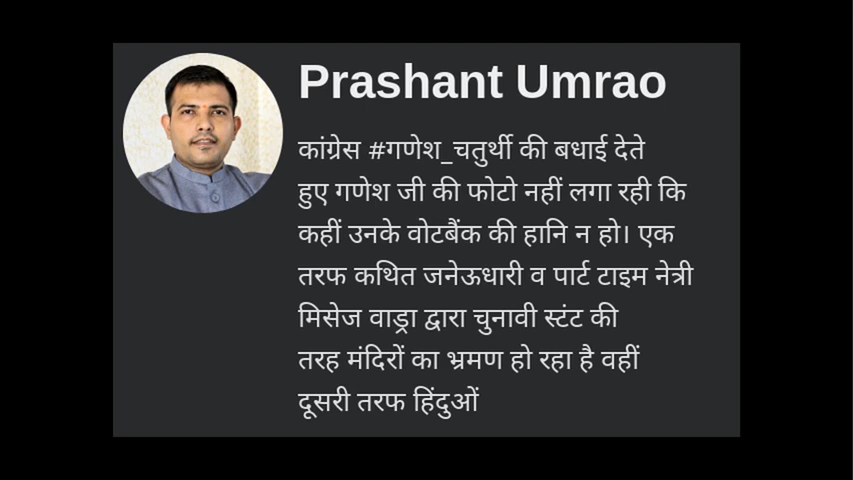 Prashant Umrao
कांग्रेस #गणेश_चतुर्थी की बधाई देते
हुए गणेश जी की फोटो नहीं लगा रही कि
कहीं उनके वोटबैंक की हानि न हो। एक
तरफ कथित जनेऊधारी व पार्ट टाइम नेत्री
मिसेज वाड्रा द्वारा चुनावी स्टंट की
तरह मंदिरों का भ्रमण हो रहा है वहीं
दूसरी तरफ हिंदुओं